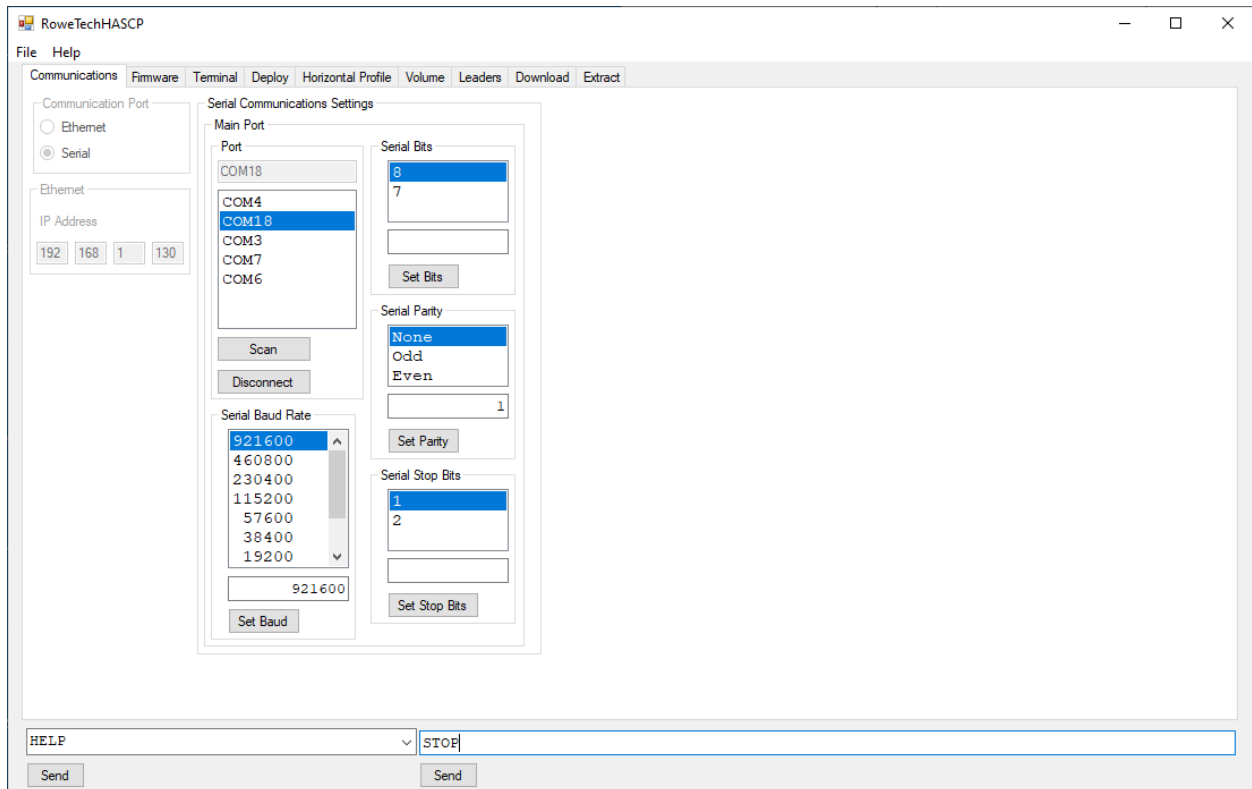 RoweTechHASCP
File Help
Communications Firmware Terminal Deploy Horizontal Profile Volume Leaders Download Extract
Communication Port
Ethernet
Serial
Ethernet
IP Address
192 168 1 130
Serial Communications Settings
Main Port
Port
COM18
COM4
COM18
COM3
COM7
COM6
Scan
Disconnect
Serial Baud Rate
921600
460800
230400
115200
57600
38400
19200
921600
Set Baud
Serial Bits
8
7
Set Bits
Serial Parity
None
Odd
Even
1
Set Parity
Serial Stop Bits
1
2
Set Stop Bits
HELP
Send
STOP
Send